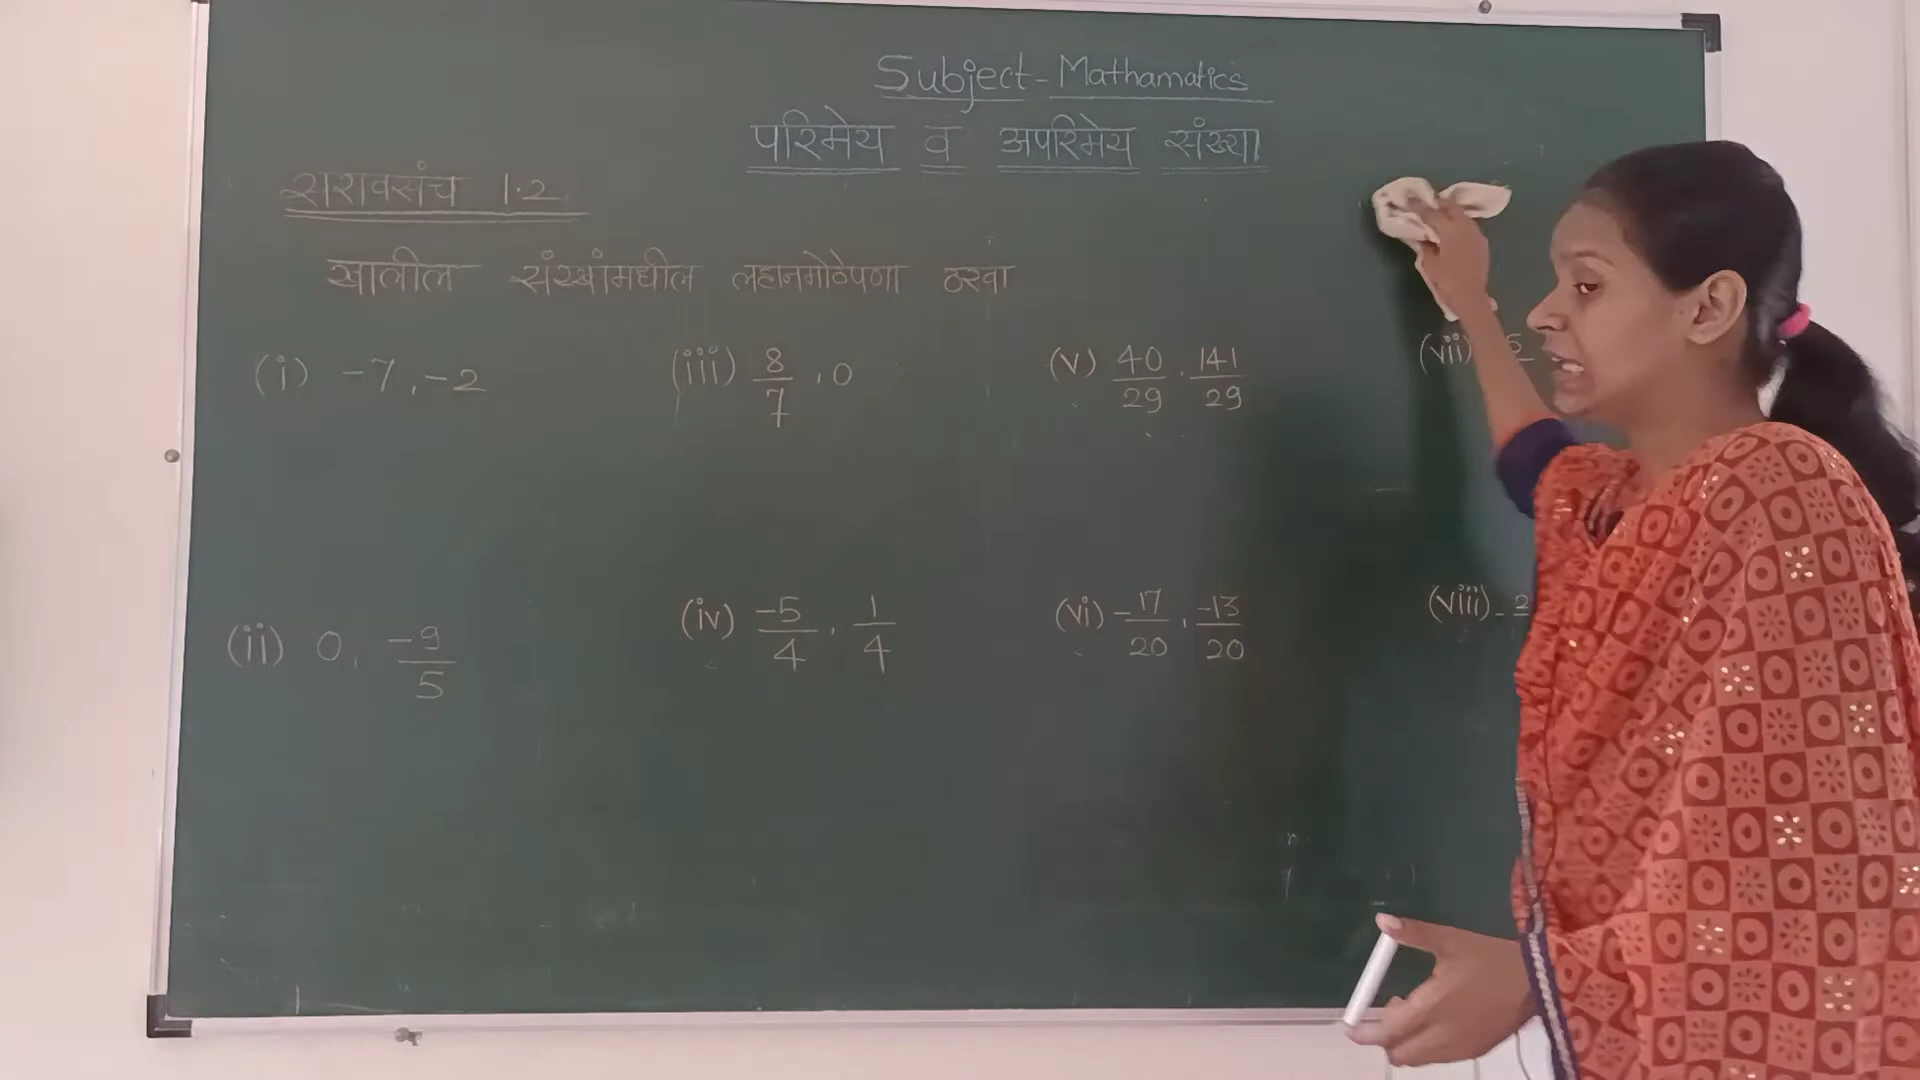 Subject - Mathamatics
परिमेय व अपरिमेय संख्या
सरावसंच 1.2
खालील संख्यांमधील लहानमोठेपणा ठरवा
(i) -7, -2
(iii) 8/7, 0
(v) 40/29, 141/29
(vii)
(ii) 0, -9/5
(iv) -5/4, 1/4
(vi) -17/20, -13/20
(viii)